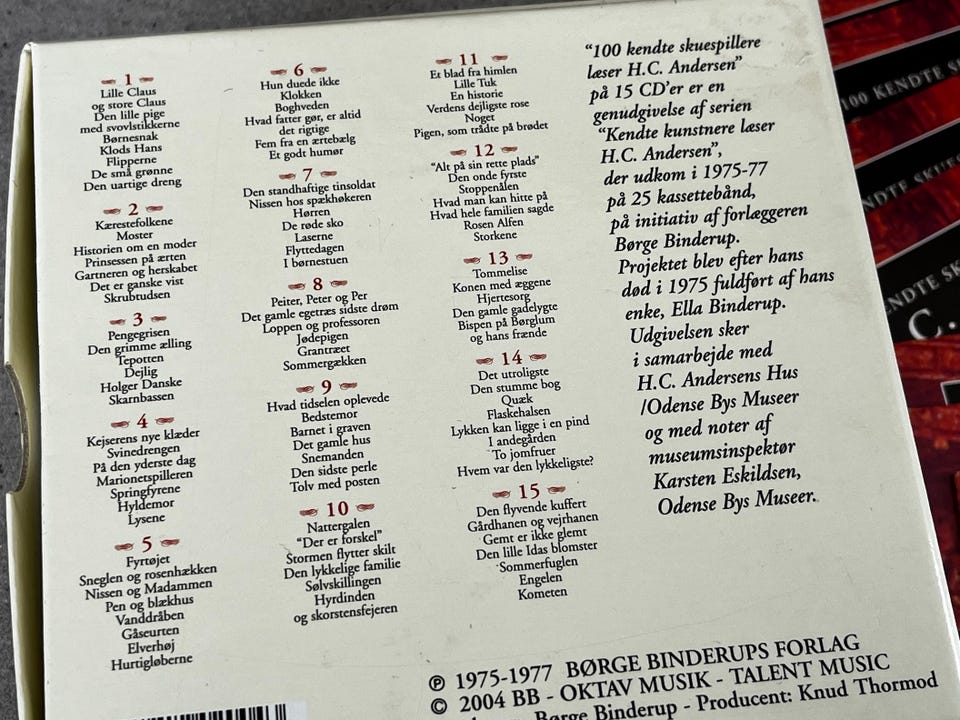 1
Lille Claus
og store Claus
Den lille pige
med svovlstikkerne
Børnesnak
Klods Hans
Flipperne
De små grønne
Den uartige dreng
2
Kærestefolkene
Moster
Historien om en moder
Prinsessen på ærten
Gartneren og herskabet
Det er ganske vist
Skrubtudsen
3
Pengegrisen
Den grimme ælling
Tepotten
Dejlig
Holger Danske
Skarnbassen
4
Kejserens nye klæder
Svinedrengen
På den yderste dag
Marionetspilleren
Springfyrene
Hyldemor
Lysene
5
Fyrtøjet
Sneglen og rosenhækken
Nissen og Madammen
Pen og blækhus
Vanddråben
Gåseurten
Elverhøj
Hurtigløberne
6
Hun duede ikke
Klokken
Boghveden
Hvad fatter gør, er altid
det rigtige
Fem fra en ærtebælg
Et godt humør
7
Den standhaftige tinsoldat
Nissen hos spækhøkeren
Hørren
De røde sko
Laserne
Flyttedagen
I børnestuen
8
Peiter, Peter og Per
Det gamle egetræs sidste drøm
Loppen og professoren
Jødepigen
Grantræet
Sommergækken
9
Hvad tidselen oplevede
Bedstemor
Barnet i graven
Det gamle hus
Snemanden
Den sidste perle
Tolv med posten
10
Nattergalen
"Der er forskel"
Stormen flytter skilt
Den lykkelige familie
Sølvskillingen
Hyrdinden
og skorstensfejeren
11
Et blad fra himlen
Lille Tuk
En historie
Verdens dejligste rose
Noget
Pigen, som trådte på brødet
12
"Alt på sin rette plads"
Den onde fyrste
Stoppenålen
Hvad man kan hitte på
Hvad hele familien sagde
Rosen Alfen
Storkene
13
Tommelise
Konen med æggene
Hjertesorg
Den gamle gadelygte
Bispen på Børglum
og hans frænde
14
Det utroligste
Den stumme bog
Quæk
Flaskehalsen
Lykken kan ligge i en pind
I andegården
To jomfruer
Hvem var den lykkeligste?
15
Den flyvende kuffert
Gårdhanen og vejrhanen
Gemt er ikke glemt
Den lille Idas blomster
Sommerfuglen
Engelen
Kometen
"100 kendte skuespillere
læser H.C. Andersen"
på 15 CD'er er en
genudgivelse af serien
"Kendte kunstnere læser
H.C. Andersen",
der udkom i 1975-77
på 25 kassettebånd,
på initiativ af forlæggeren
Børge Binderup.
Projektet blev efter hans
død i 1975 fuldført af hans
enke, Ella Binderup.
Udgivelsen sker
i samarbejde med
H.C. Andersens Hus
/Odense Bys Museer
og med noter af
museumsinspektør
Karsten Eskildsen,
Odense Bys Museer.
℗ 1975-1977 BØRGE BINDERUPS FORLAG
© 2004 BB - OKTAV MUSIK - TALENT MUSIC
Børge Binderup - Producent: Knud Thormod
100 KENDTE
C.